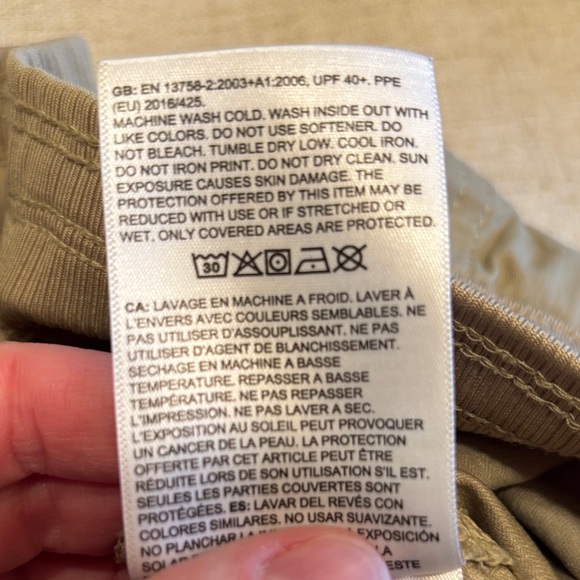 GB: EN 13758-2:2003+A1:2006, UPF 40+. PPE
(EU) 2016/425.
MACHINE WASH COLD. WASH INSIDE OUT WITH
LIKE COLORS. DO NOT USE SOFTENER. DO
NOT BLEACH. TUMBLE DRY LOW. COOL IRON.
DO NOT IRON PRINT. DO NOT DRY CLEAN. SUN
EXPOSURE CAUSES SKIN DAMAGE. THE
PROTECTION OFFERED BY THIS ITEM MAY BE
REDUCED WITH USE OR IF STRETCHED OR
WET. ONLY COVERED AREAS ARE PROTECTED.
30
CA: LAVAGE EN MACHINE A FROID. LAVER À
L'ENVERS AVEC COULEURS SEMBLABLES. NE
PAS UTILISER D'ASSOUPLISSANT. NE PAS
UTILISER D'AGENT DE BLANCHISSEMENT.
SECHAGE EN MACHINE A BASSE
TEMPERATURE. REPASSER A BASSE
TEMPÉRATURE. NE PAS REPASSER
L'IMPRESSION. NE PAS LAVER A SEC.
L'EXPOSITION AU SOLEIL PEUT PROVOQUER
UN CANCER DE LA PEAU. LA PROTECTION
OFFERTE PAR CET ARTICLE PEUT ÊTRE
RÉDUITE LORS DE SON UTILISATION S'IL EST.
SEULES LES PARTIES COUVERTES SONT
PROTÉGÉES. ES: LAVAR DEL REVÉS CON
COLORES SIMILARES. NO USAR SUAVIZANTE.
NO PLANCHAR EXPOSICIÓN
ESTE